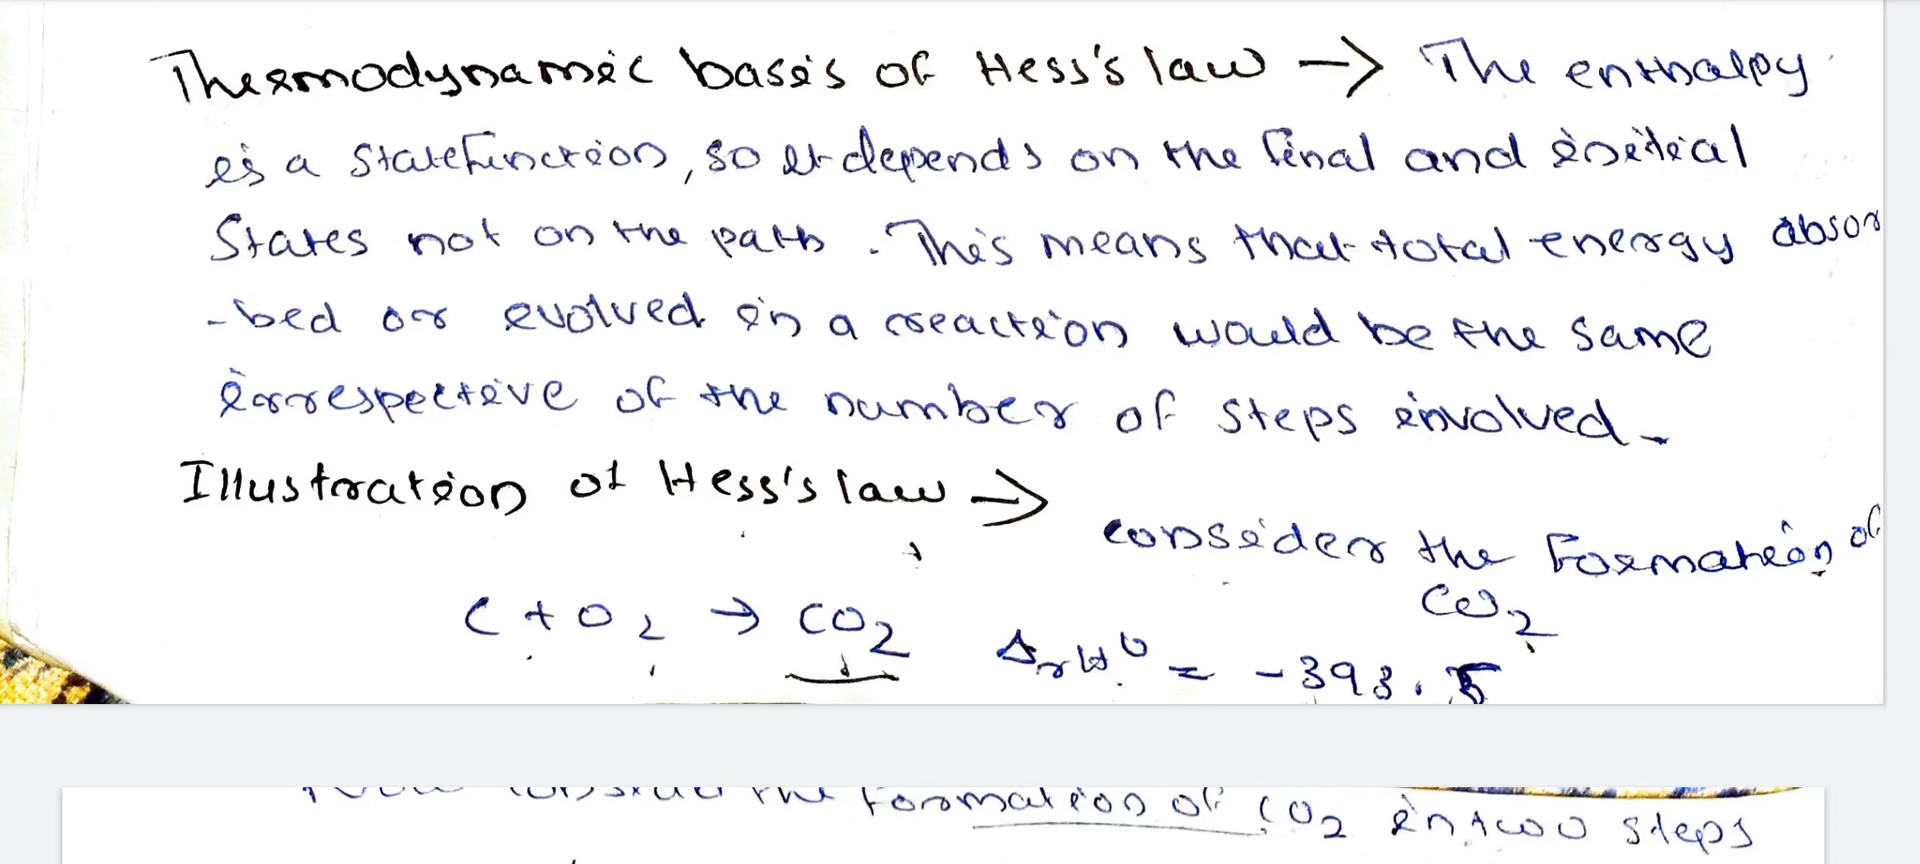 Thermodynamic basis of Hess's law → The enthalpy
is a statefunction, so it depends on the final and initial
States not on the path. This means that total energy absor
-bed or evolved in a reaction would be the same
irrespective of the number of steps involved.
Illustration of Hess's law →
consider the Formation of
CO₂
C + O₂ → CO₂ ΔrH⁰ = -393.5
the formation of CO₂ in two steps